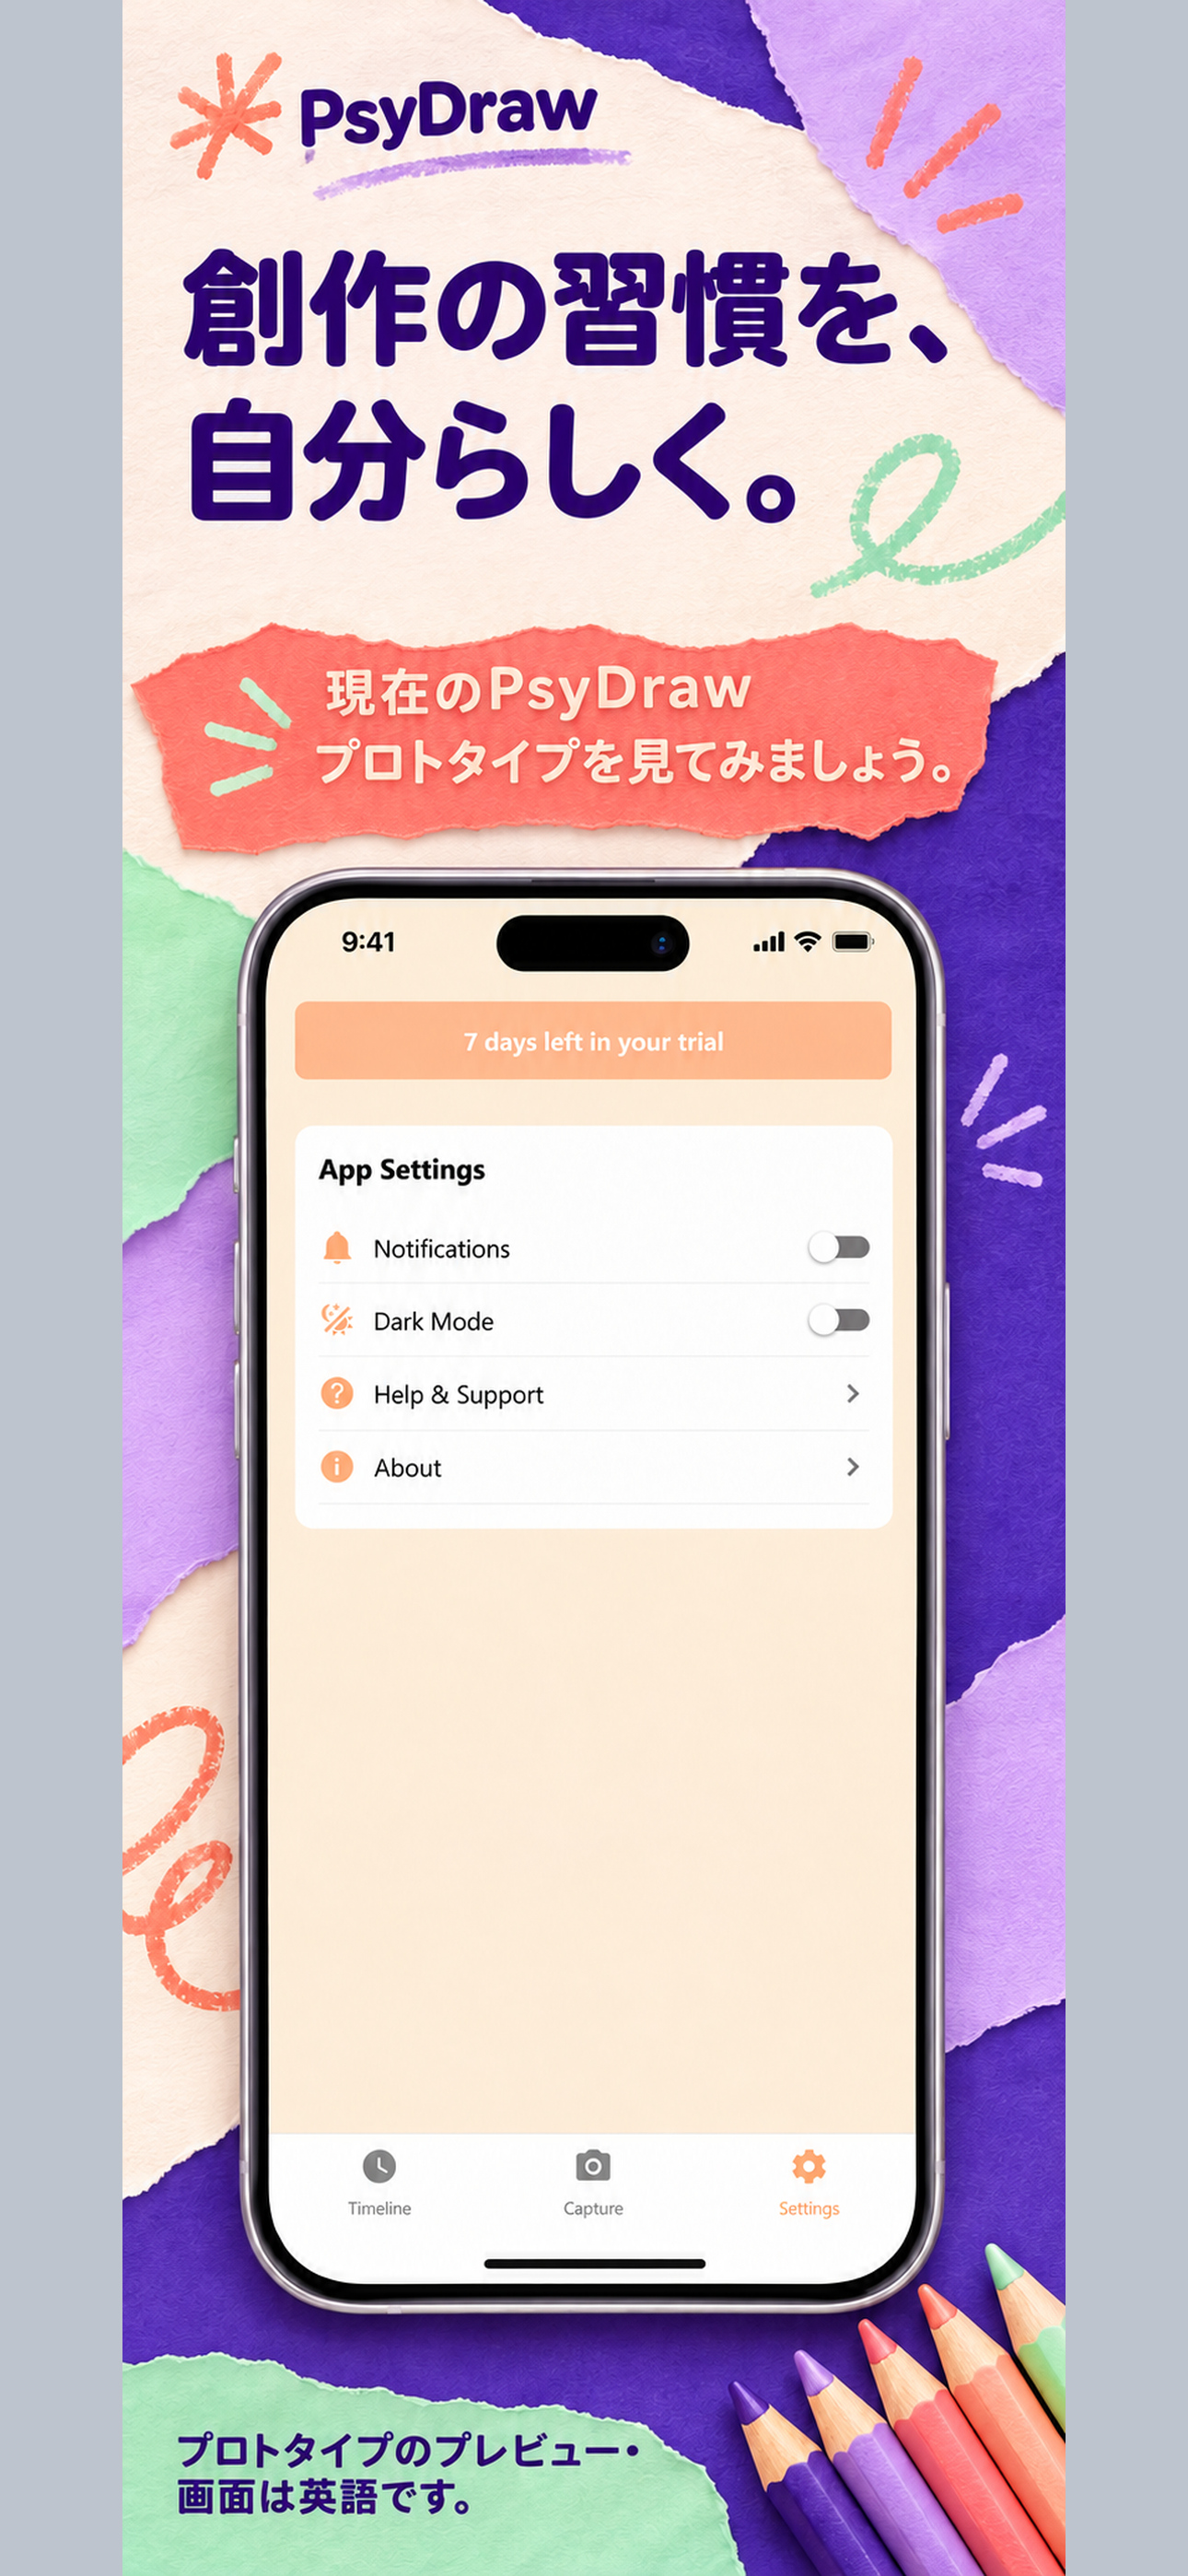 PsyDraw
創作の習慣を、
自分らしく。
現在のPsyDraw
プロトタイプを見てみましょう。
9:41
7 days left in your trial
App Settings
Notifications
Dark Mode
Help & Support
About
Timeline
Capture
Settings
プロトタイプのプレビュー・
画面は英語です。